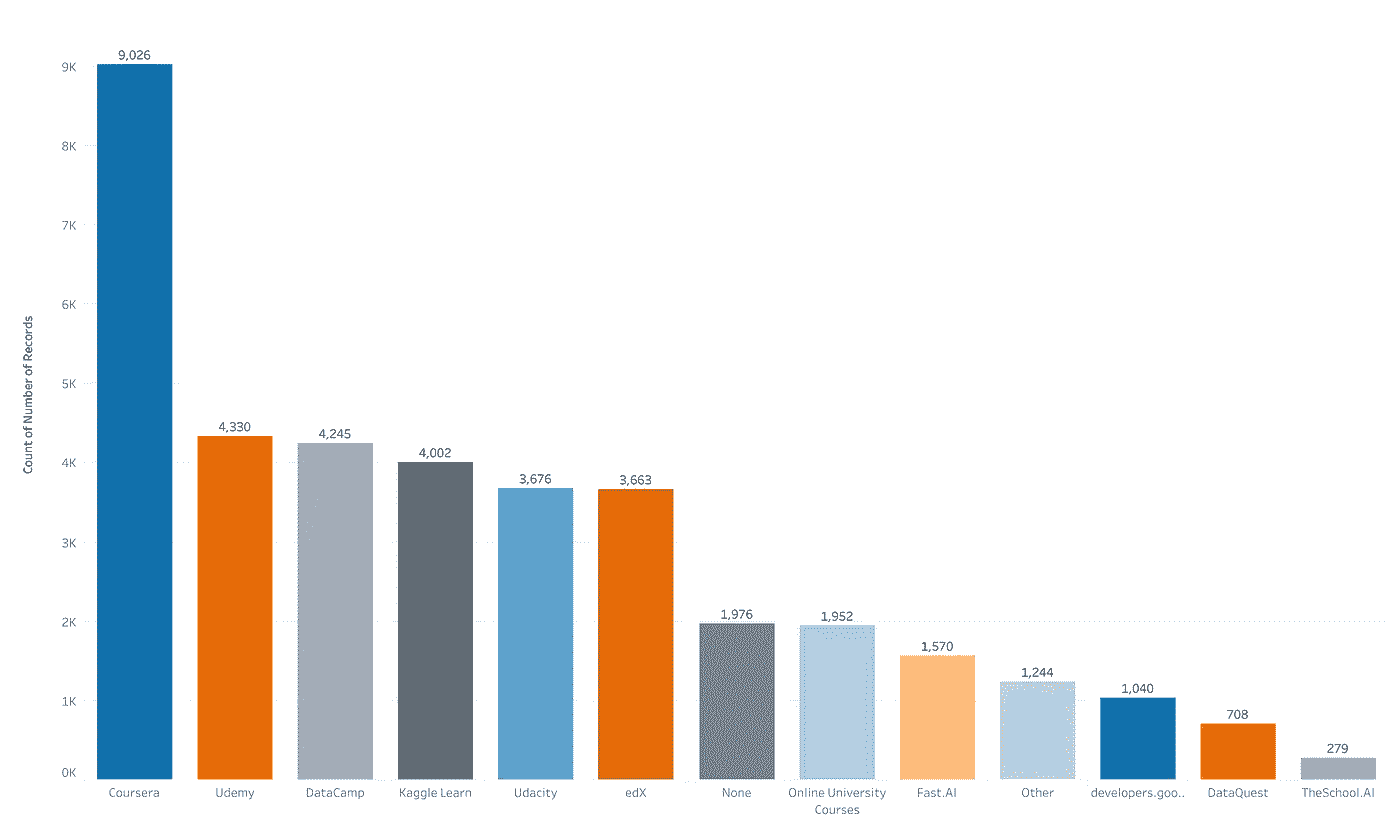 9,026
9K
8K
7K
6K
5K
4,330
4,245
4,002
4K
3,676
3,663
3K
1,976
1,952
2K
1,570
1,244
1,040
1K
708
279
0K
Count of Number of Records
Coursera
Udemy
DataCamp
Kaggle Learn
Udacity
edX
None
Online University
Courses
Fast.AI
Other
developers.goo..
DataQuest
TheSchool.AI